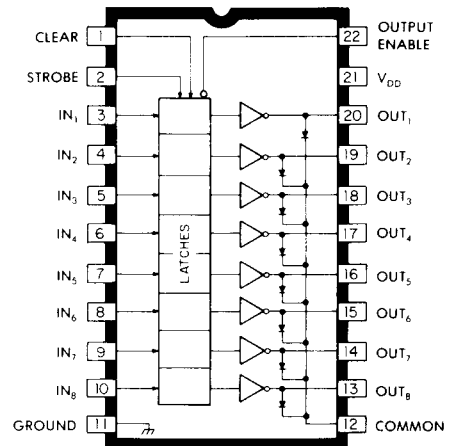 CLEAR 1 22 OUTPUT ENABLE
STROBE 2 21 V_DD
IN₁ 3 20 OUT₁
IN₂ 4 19 OUT₂
IN₃ 5 18 OUT₃
IN₄ 6 17 OUT₄
LATCHES
IN₅ 7 16 OUT₅
IN₆ 8 15 OUT₆
IN₇ 9 14 OUT₇
IN₈ 10 13 OUT₈
GROUND 11 12 COMMON